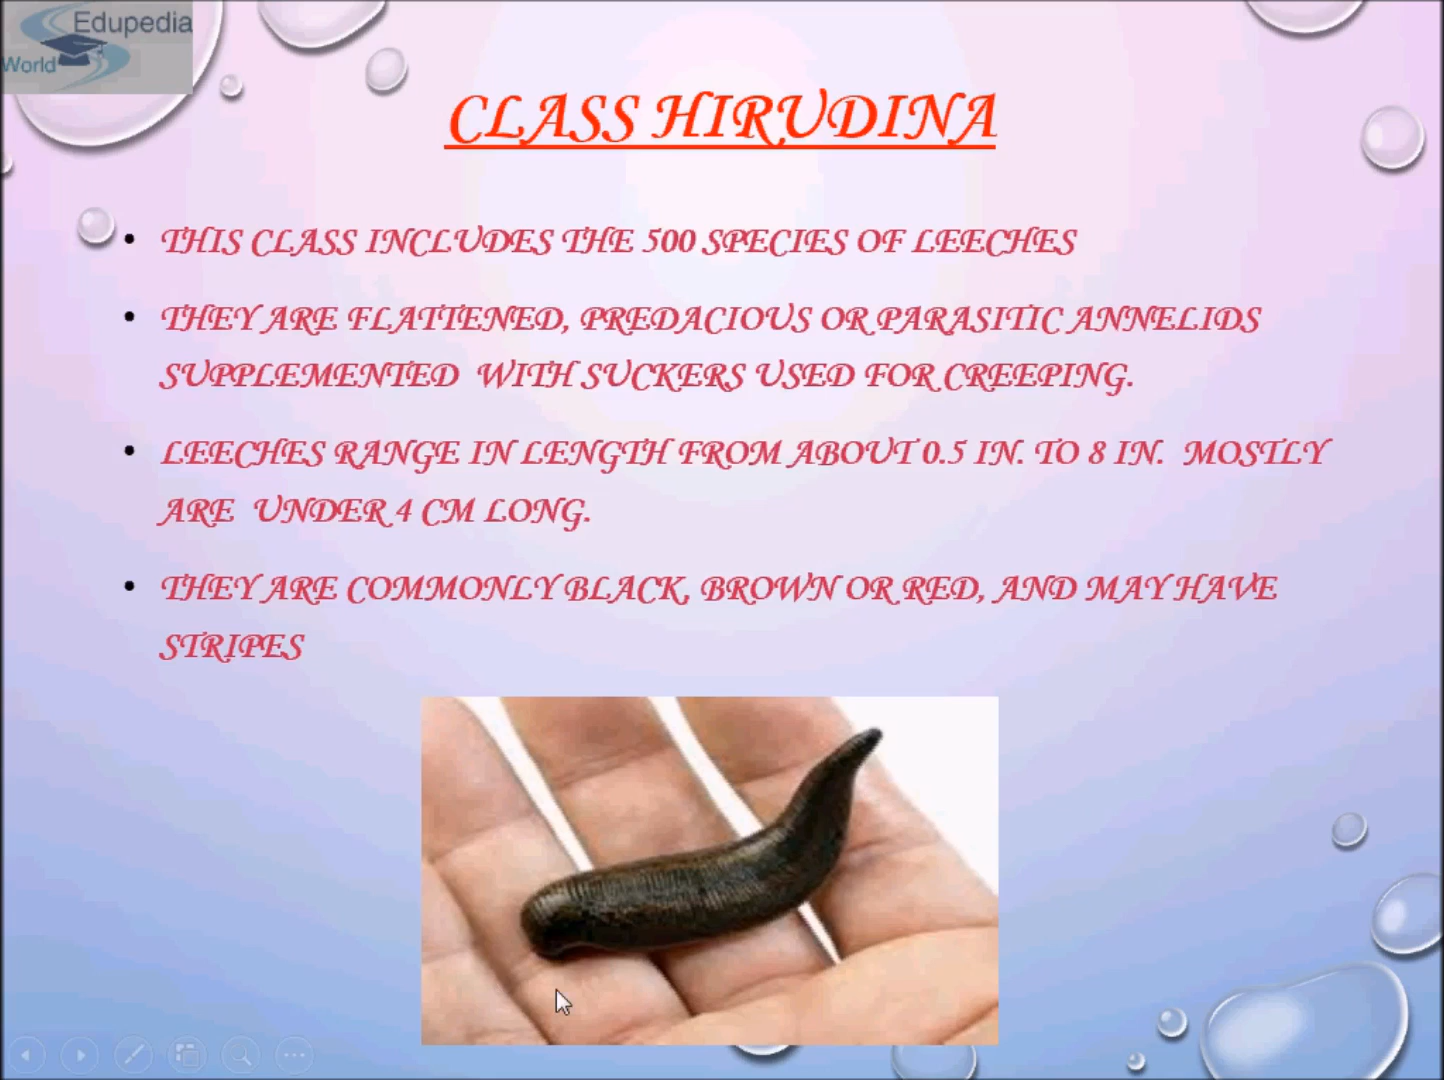 Edupedia
World
CLASS HIRUDINA
• THIS CLASS INCLUDES THE 500 SPECIES OF LEECHES
• THEY ARE FLATTENED, PREDACIOUS OR PARASITIC ANNELIDS
SUPPLEMENTED WITH SUCKERS USED FOR CREEPING.
• LEECHES RANGE IN LENGTH FROM ABOUT 0.5 IN. TO 8 IN. MOSTLY
ARE UNDER 4 CM LONG.
• THEY ARE COMMONLY BLACK, BROWN OR RED, AND MAY HAVE
STRIPES